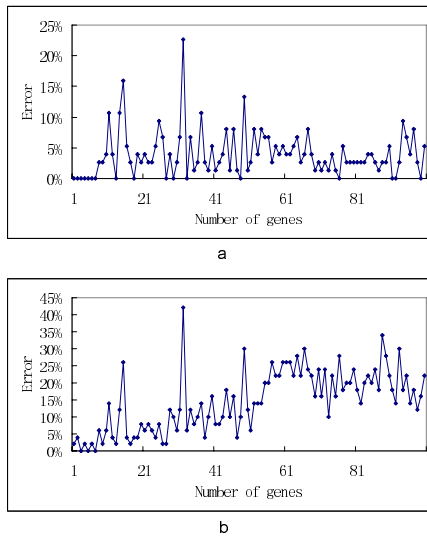 25%
20%
15%
10%
5%
0%
Error
1 21 41 61 81
Number of genes
a
45%
40%
35%
30%
25%
20%
15%
10%
5%
0%
Error
1 21 41 61 81
Number of genes
b